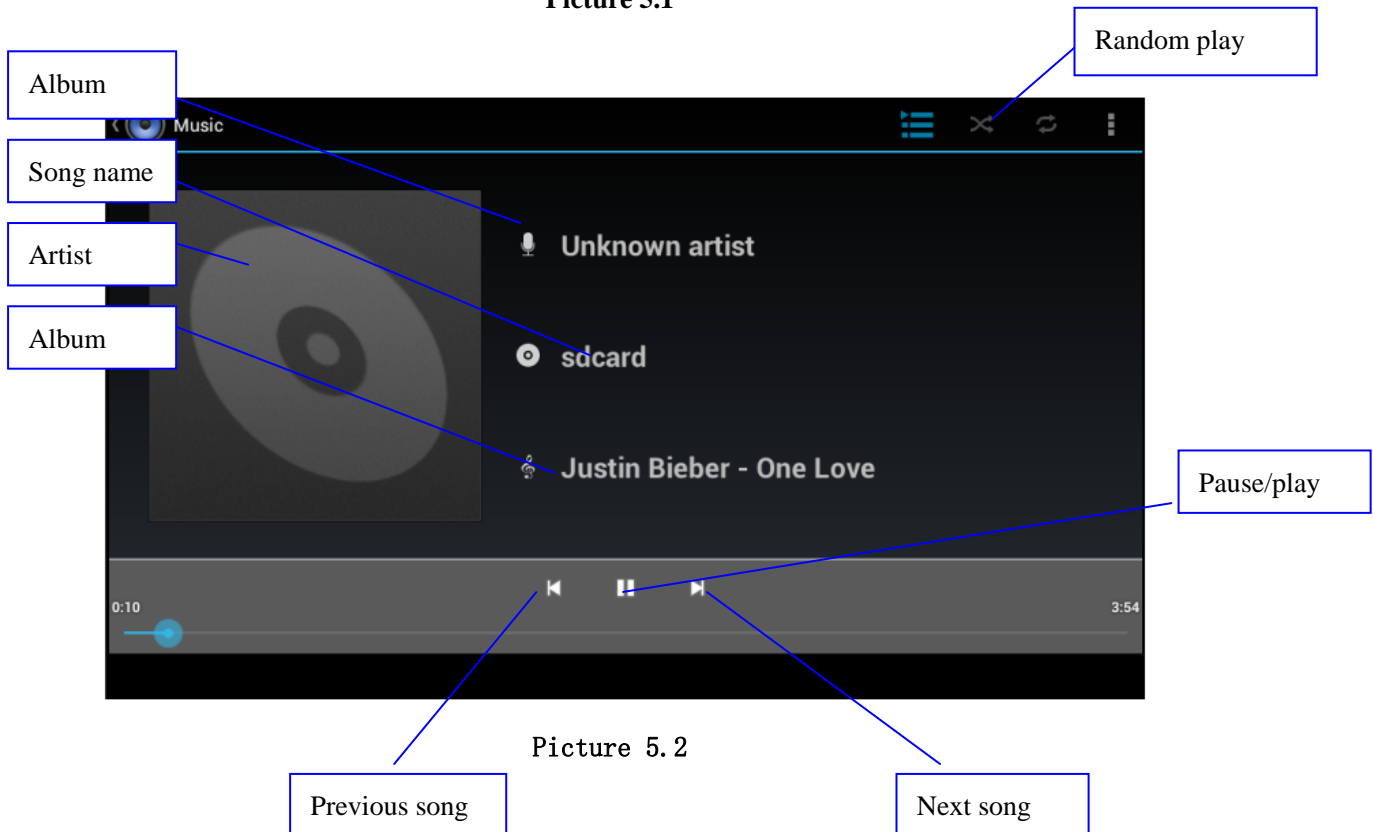 Picture 5.1
Random play
Album
Music
Song name
Artist
Unknown artist
Album
sdcard
Justin Bieber - One Love
Pause/play
0:10
3:54
Picture 5.2
Previous song
Next song